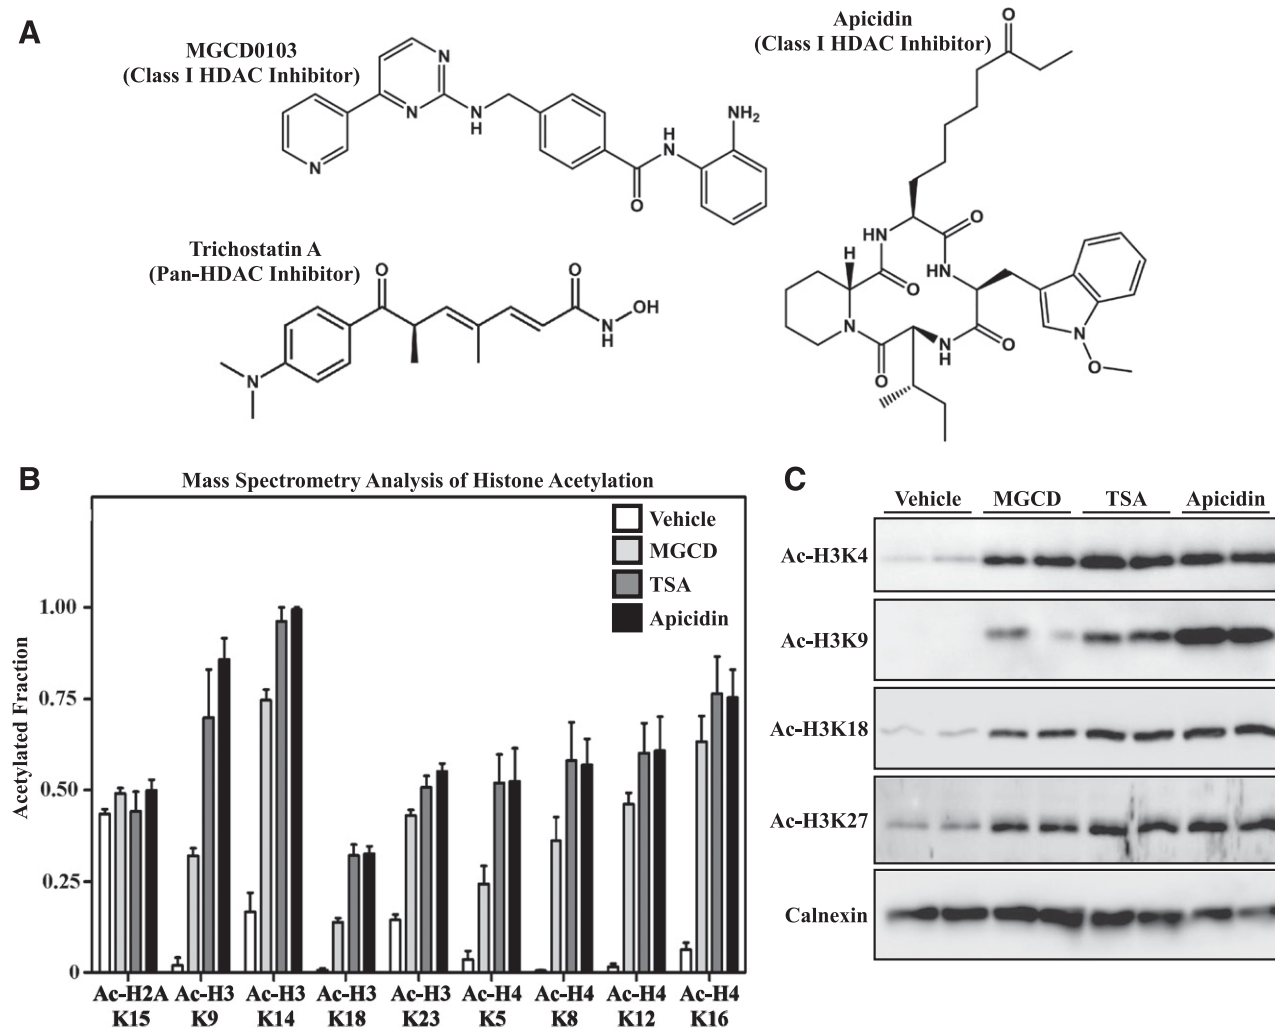 A
MGCD0103
(Class I HDAC Inhibitor)
N
N
N
H
N
H
N
O
NH2
Apicidin
(Class I HDAC Inhibitor)
O
HN
O
H
HN
O
N
O
NH
O
N
O
Trichostatin A
(Pan-HDAC Inhibitor)
O
O
OH
N
H
N
B
Mass Spectrometry Analysis of Histone Acetylation
Vehicle
MGCD
TSA
Apicidin
Acetylated Fraction
1.00
0.75
0.50
0.25
0
Ac-H2A
K15
Ac-H3
K9
Ac-H3
K14
Ac-H3
K18
Ac-H3
K23
Ac-H4
K5
Ac-H4
K8
Ac-H4
K12
Ac-H4
K16
C
Vehicle MGCD TSA Apicidin
Ac-H3K4
Ac-H3K9
Ac-H3K18
Ac-H3K27
Calnexin